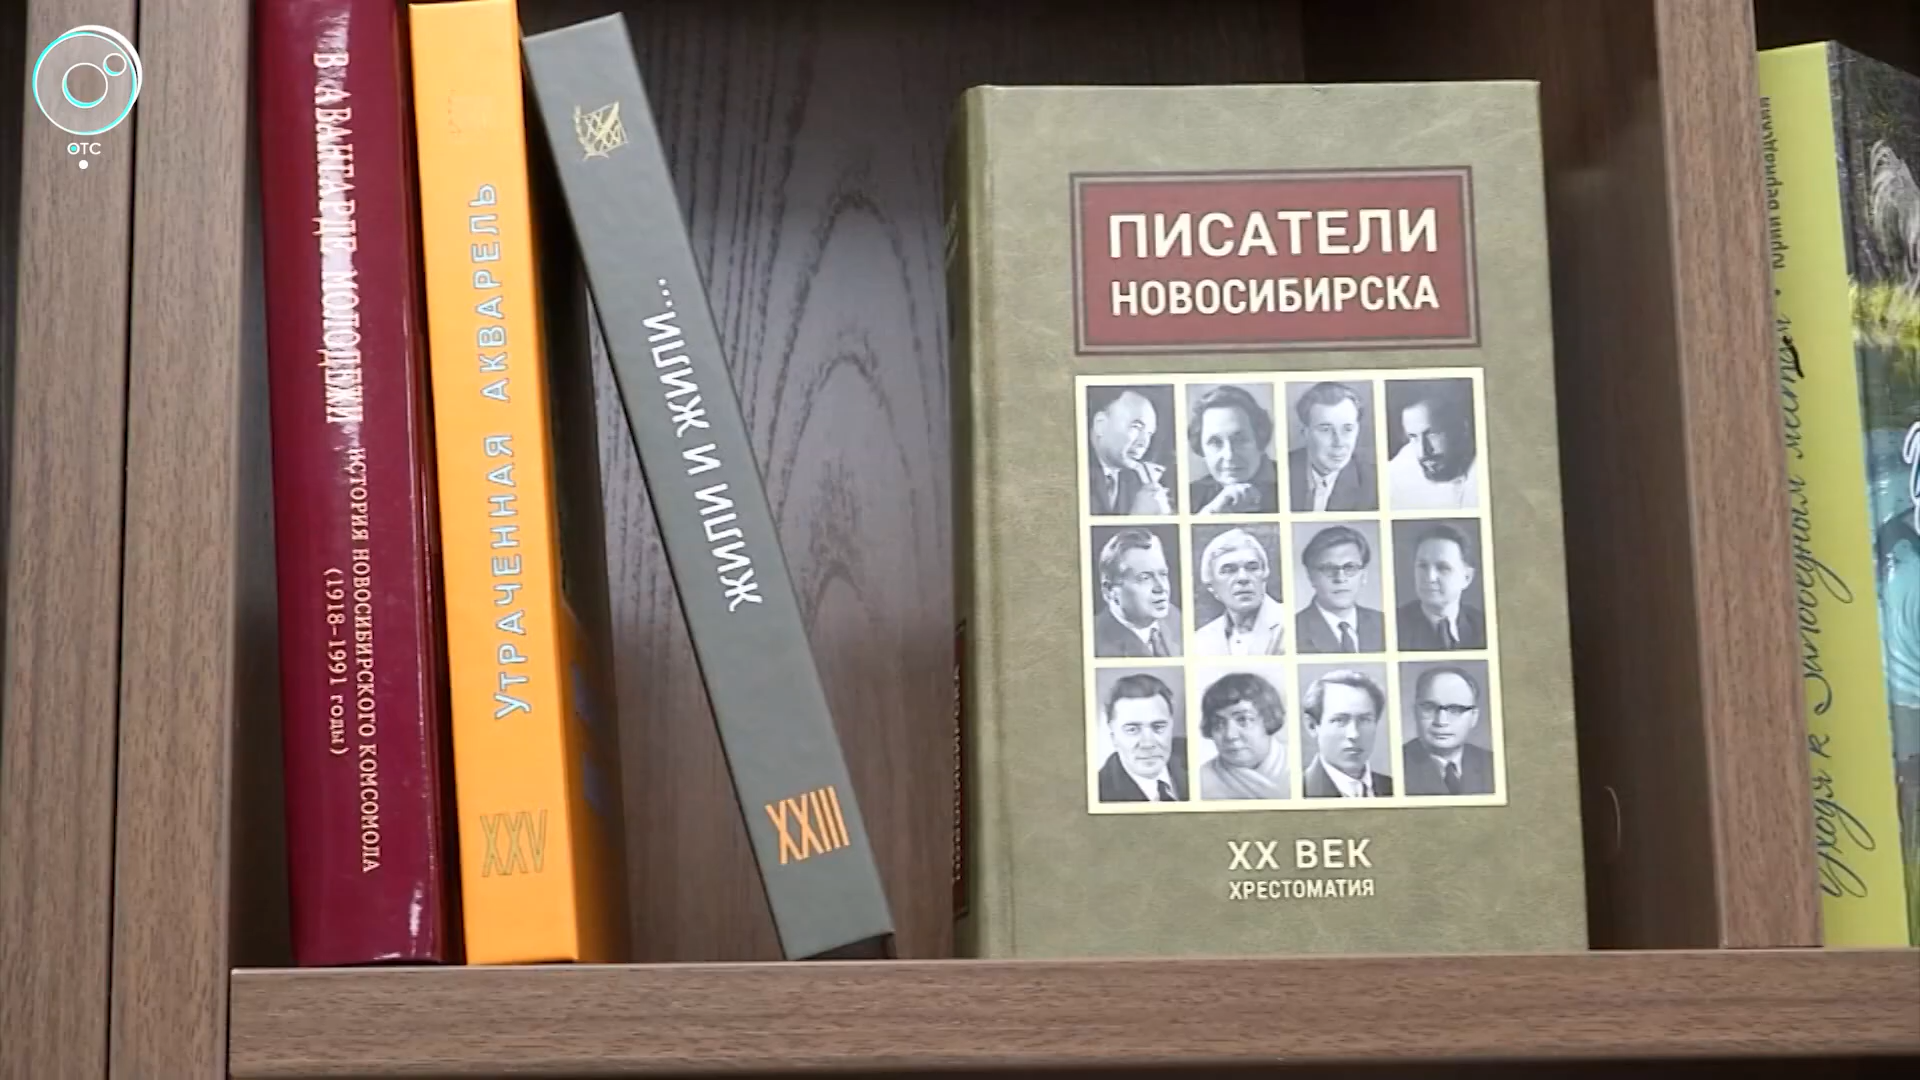 ОТС
В АВАНГАРДЕ МОЛОДЕЖИ
ИСТОРИЯ НОВОСИБИРСКОГО КОМСОМОЛА
(1918-1991 годы)
УТРАЧЕННАЯ АКВАРЕЛЬ
XXV
ЖИЛИ И ЖИЛИ...
XXIII
ПИСАТЕЛИ
НОВОСИБИРСКА
XX ВЕК
ХРЕСТОМАТИЯ
Уходя к